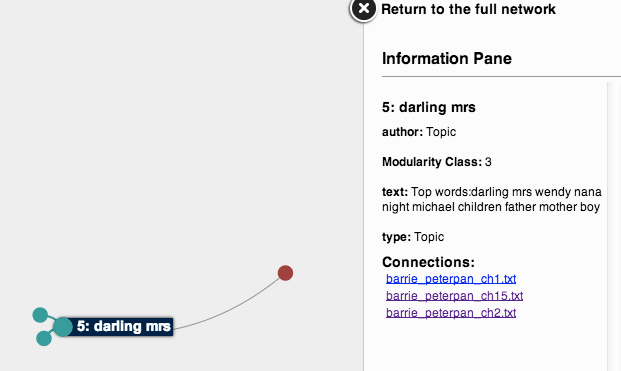 Return to the full network
Information Pane
5: darling mrs
author: Topic
Modularity Class: 3
text: Top words:darling mrs wendy nana
night michael children father mother boy
type: Topic
Connections:
barrie_peterpan_ch1.txt
barrie_peterpan_ch15.txt
barrie_peterpan_ch2.txt
5: darling mrs